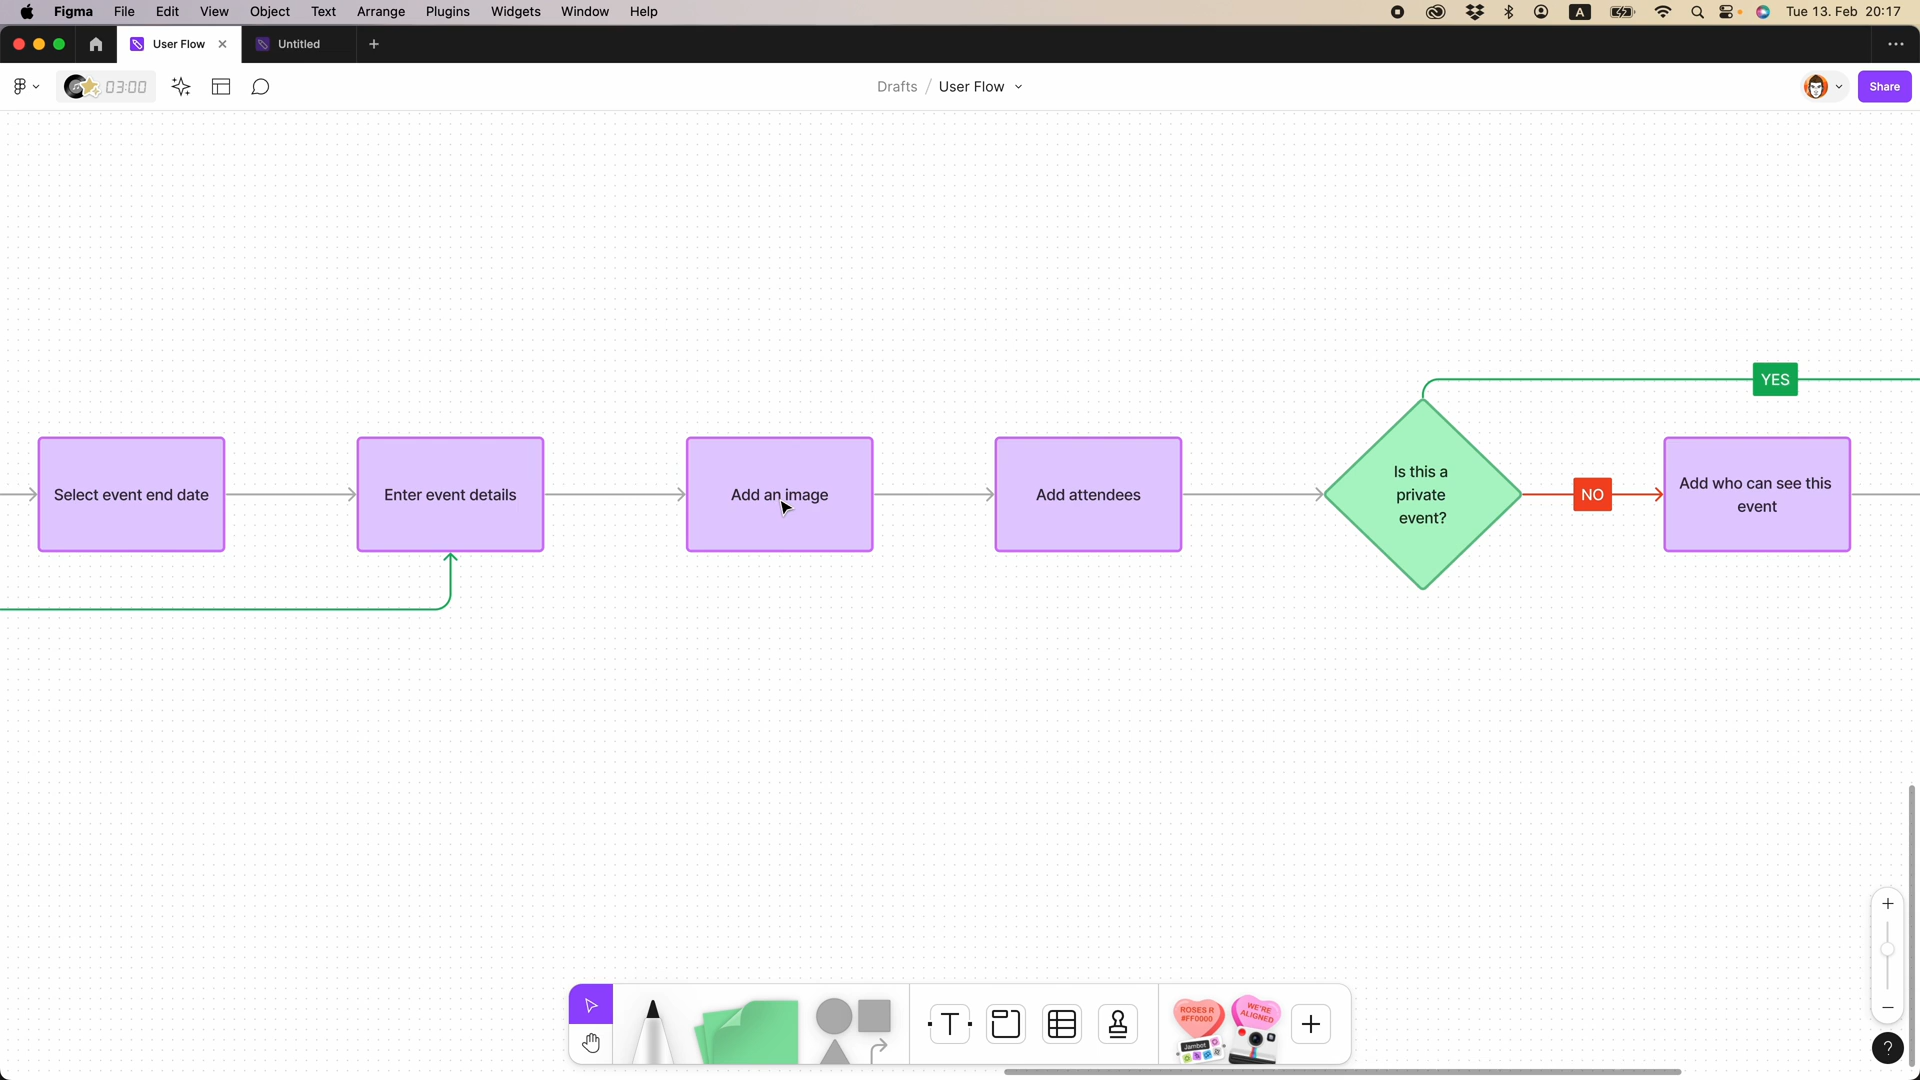 Figma File Edit View Object Text Arrange Plugins Widgets Window Help A Tue 13. Feb 20:17
User Flow Untitled
03:00 Drafts / User Flow Share
YES
Select event end date
Enter event details
Add an image
Add attendees
Is this a
private
event?
NO
Add who can see this
event
T
ROSES R
#FF0000
WE'RE
ALIGNED
Jambot
?